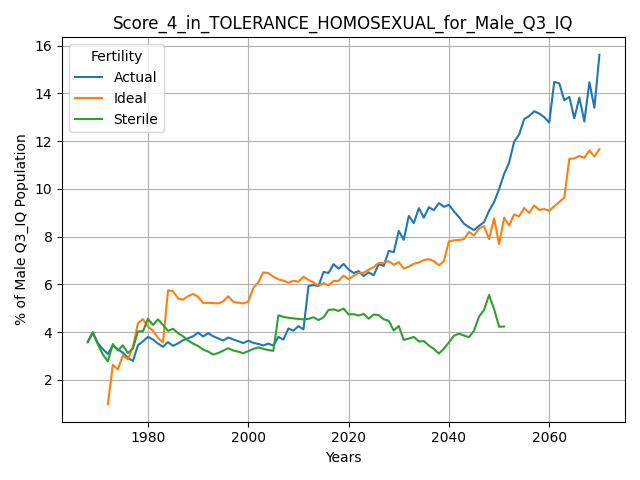 Score_4_in_TOLERANCE_HOMOSEXUAL_for_Male_Q3_IQ
Fertility
Actual
Ideal
Sterile
% of Male Q3_IQ Population
16
14
12
10
8
6
4
2
1980 2000 2020 2040 2060
Years